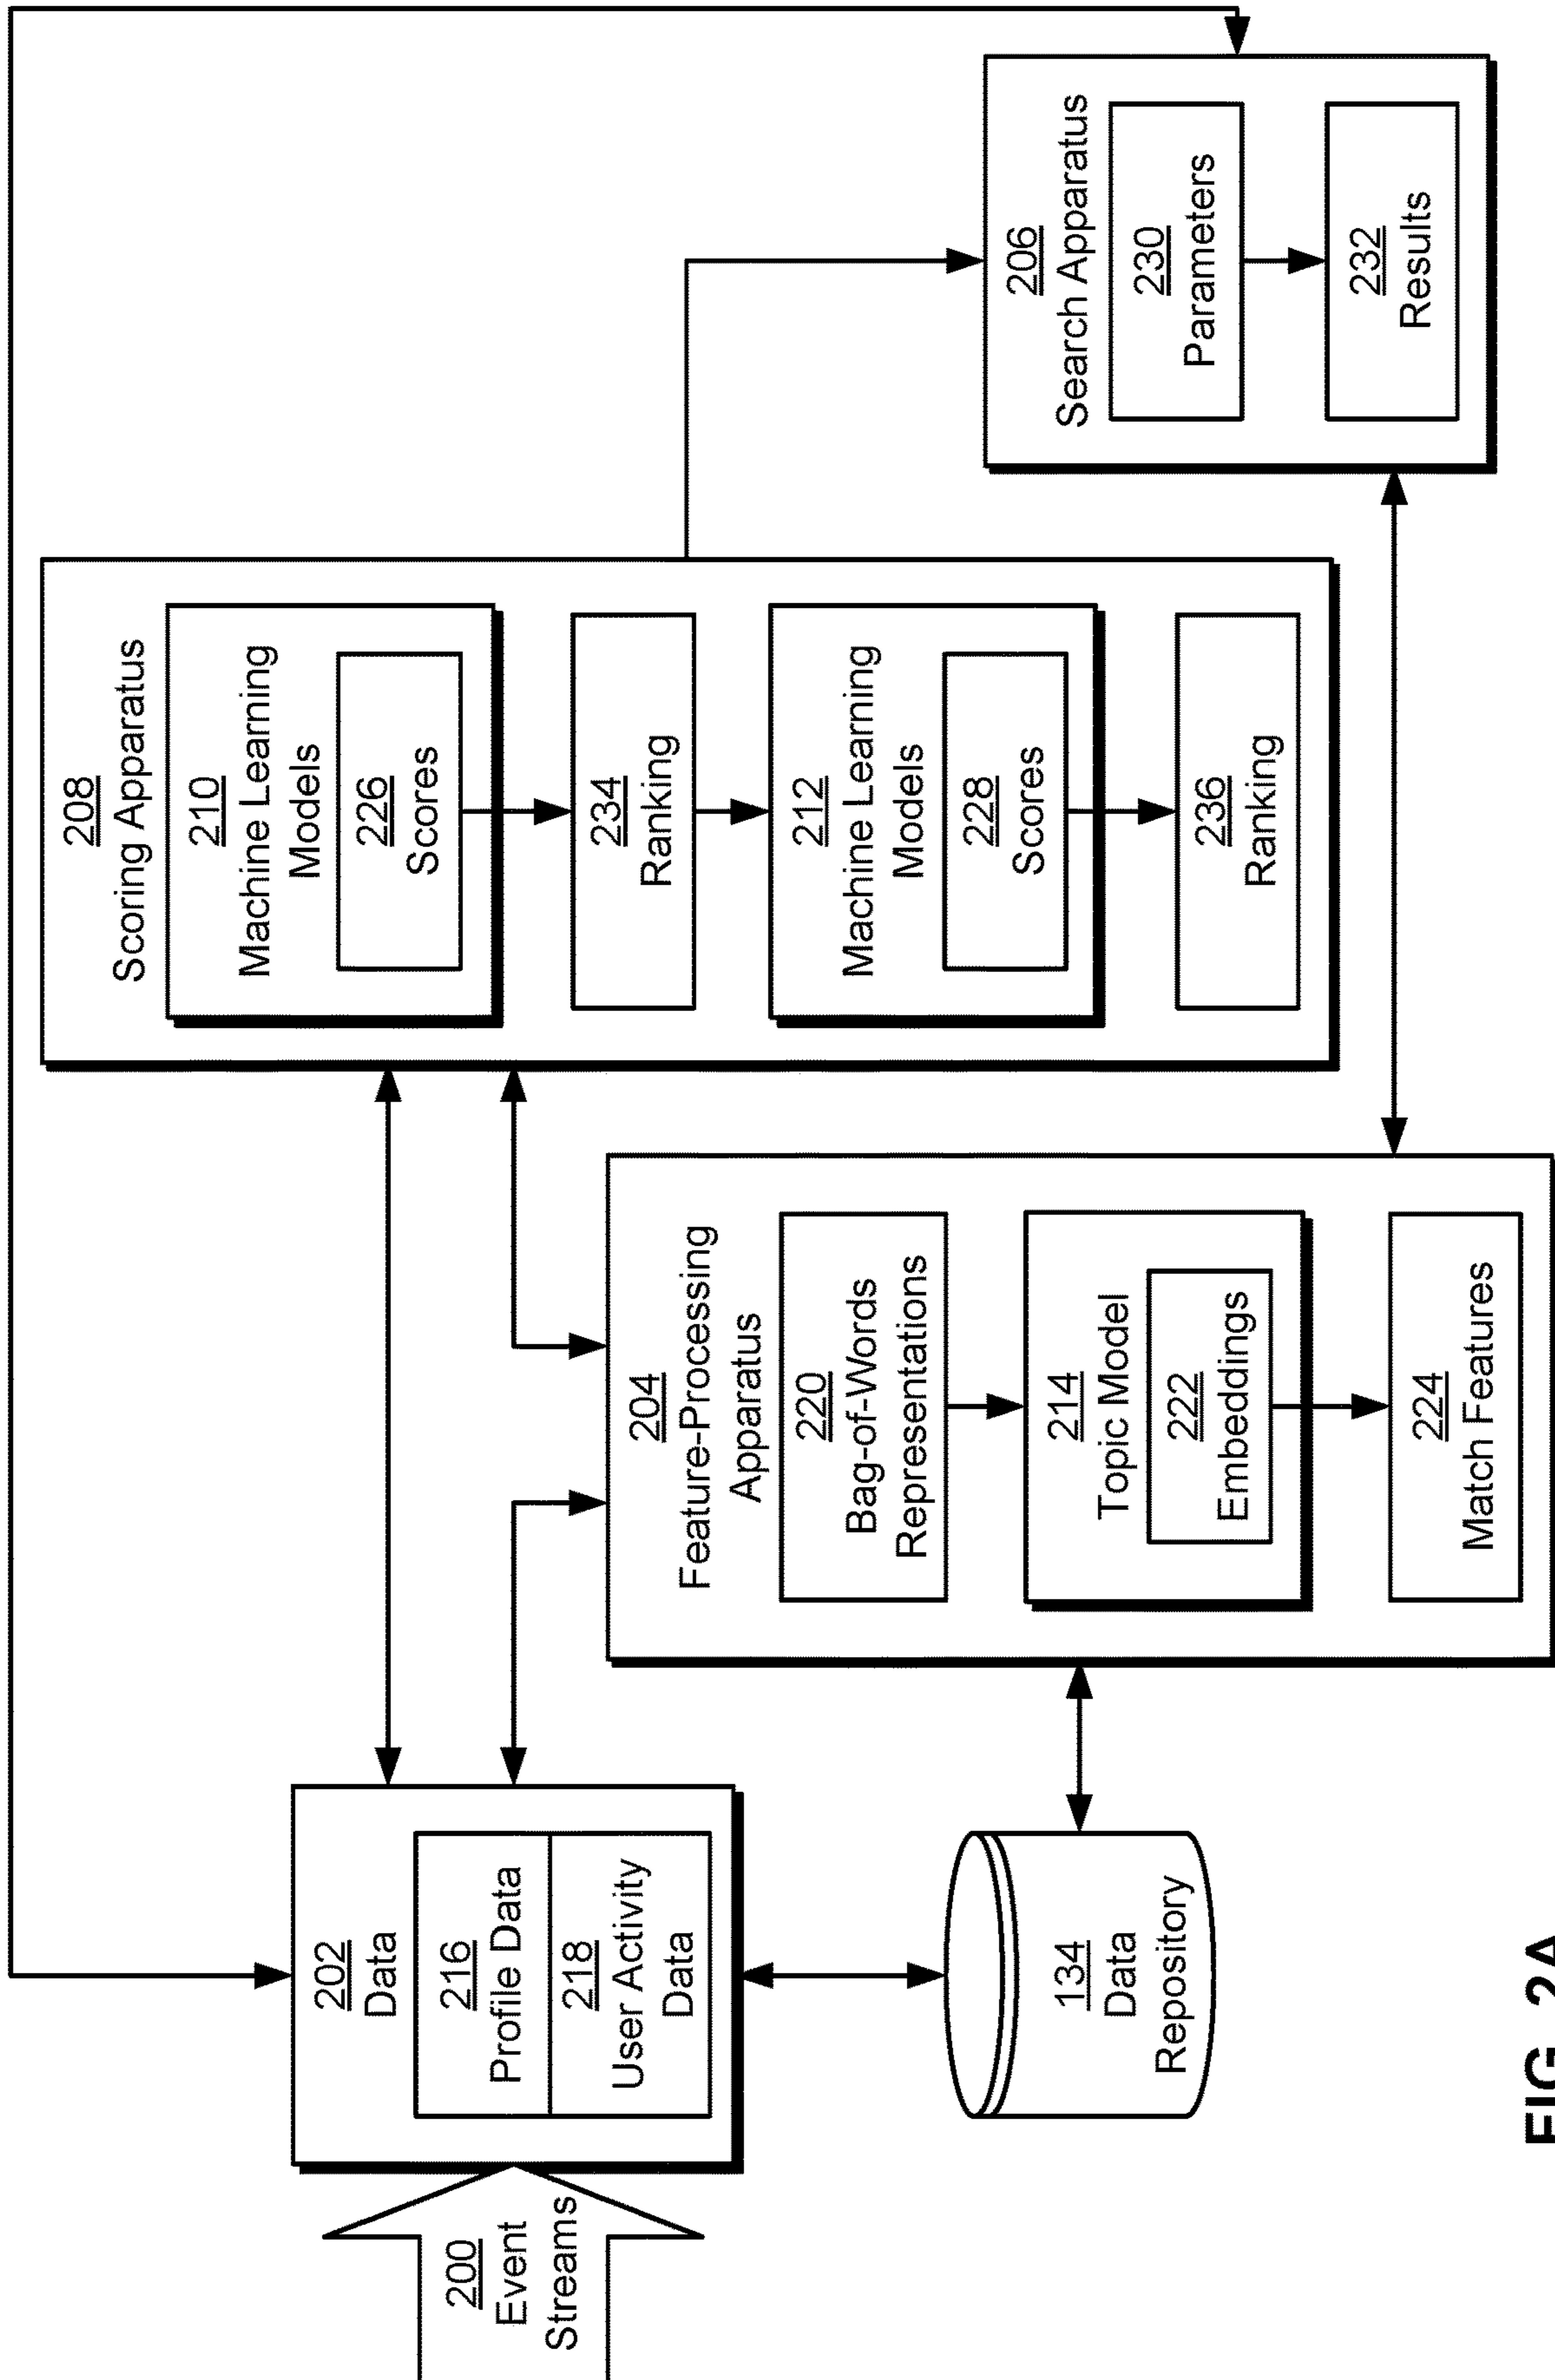 200
Event
Streams
202
Data
216
Profile Data
218
User Activity
Data
134
Data
Repository
204
Feature-Processing
Apparatus
220
Bag-of-Words
Representations
214
Topic Model
222
Embeddings
224
Match Features
208
Scoring Apparatus
210
Machine Learning
Models
226
Scores
234
Ranking
212
Machine Learning
Models
228
Scores
236
Ranking
206
Search Apparatus
230
Parameters
232
Results
FIG. 2A